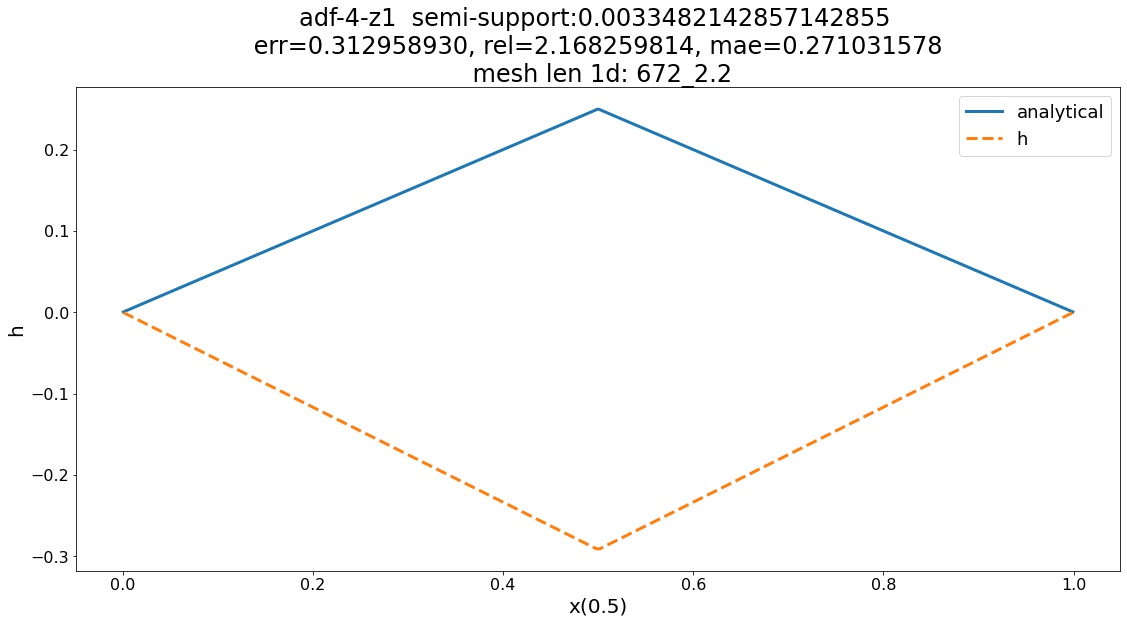 adf-4-z1  semi-support:0.0033482142857142855
err=0.312958930, rel=2.168259814, mae=0.271031578
mesh len 1d: 672_2.2
analytical
h
0.2
0.1
0.0
−0.1
−0.2
−0.3
h
0.0
0.2
0.4
0.6
0.8
1.0
x(0.5)